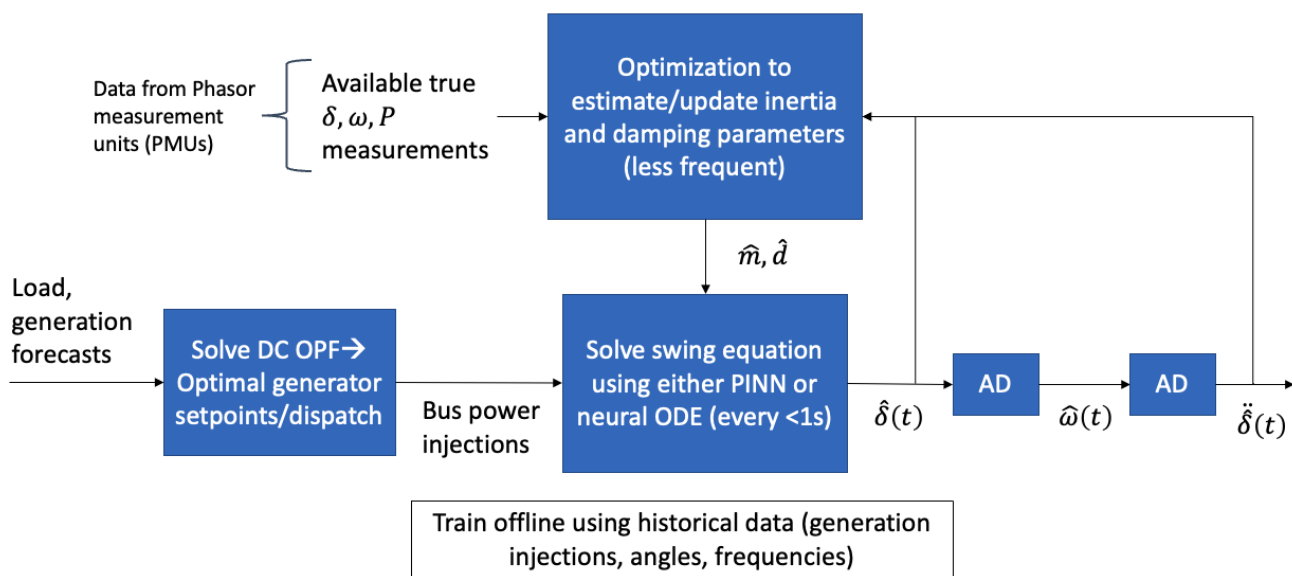 Data from Phasor
measurement
units (PMUs)
Available true
δ, ω, P
measurements
Optimization to
estimate/update inertia
and damping parameters
(less frequent)
m̂, d̂
Load,
generation
forecasts
Solve DC OPF→
Optimal generator
setpoints/dispatch
Bus power
injections
Solve swing equation
using either PINN or
neural ODE (every <1s)
δ̂(t)
AD
ω̂(t)
AD
δ̂̈(t)
Train offline using historical data (generation
injections, angles, frequencies)